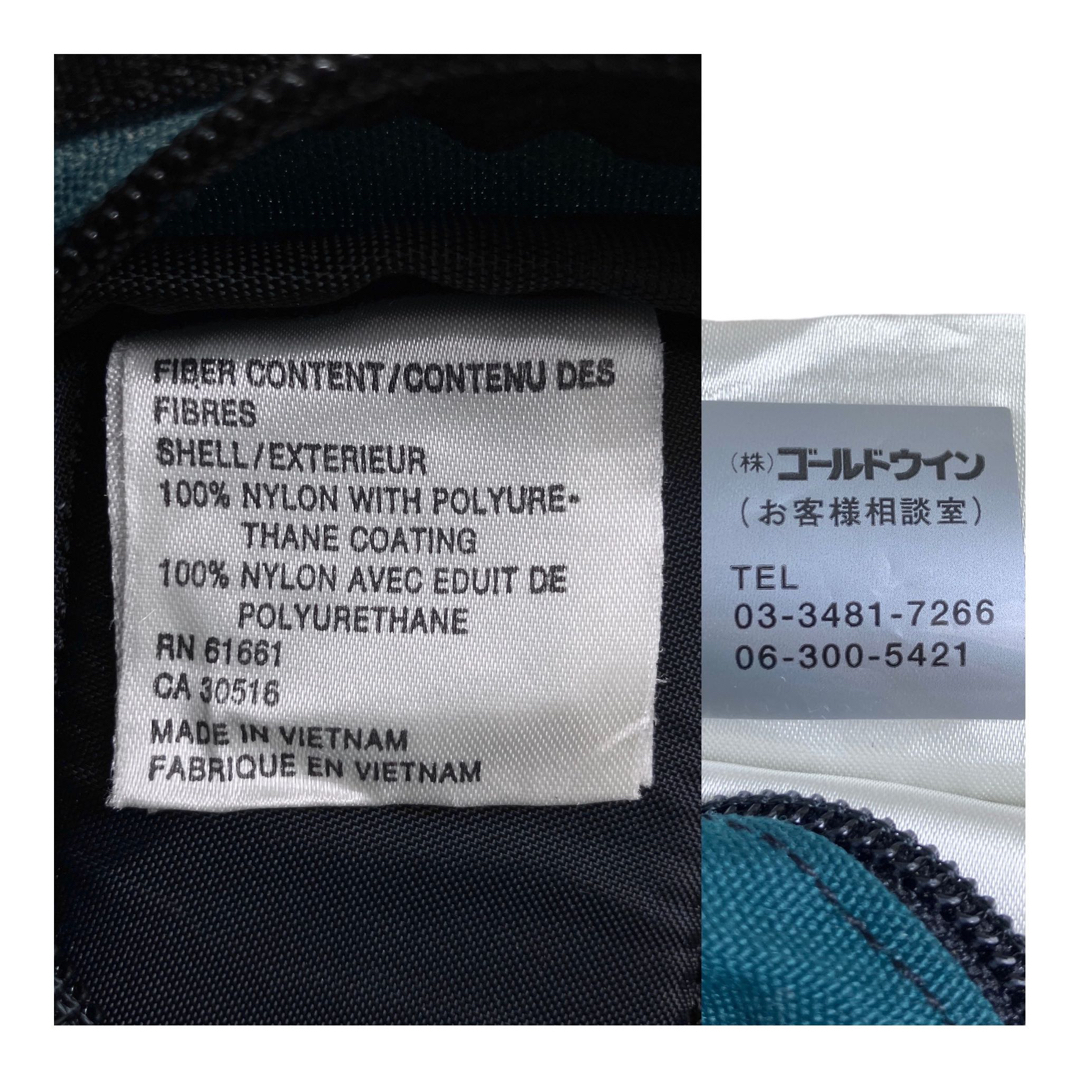 FIBER CONTENT/CONTENU DES
FIBRES
SHELL/EXTERIEUR
100% NYLON WITH POLYURE-
THANE COATING
100% NYLON AVEC EDUIT DE
POLYURETHANE
RN 61661
CA 30516
MADE IN VIETNAM
FABRIQUE EN VIETNAM
(株)ゴールドウイン
(お客様相談室)
TEL
03-3481-7266
06-300-5421